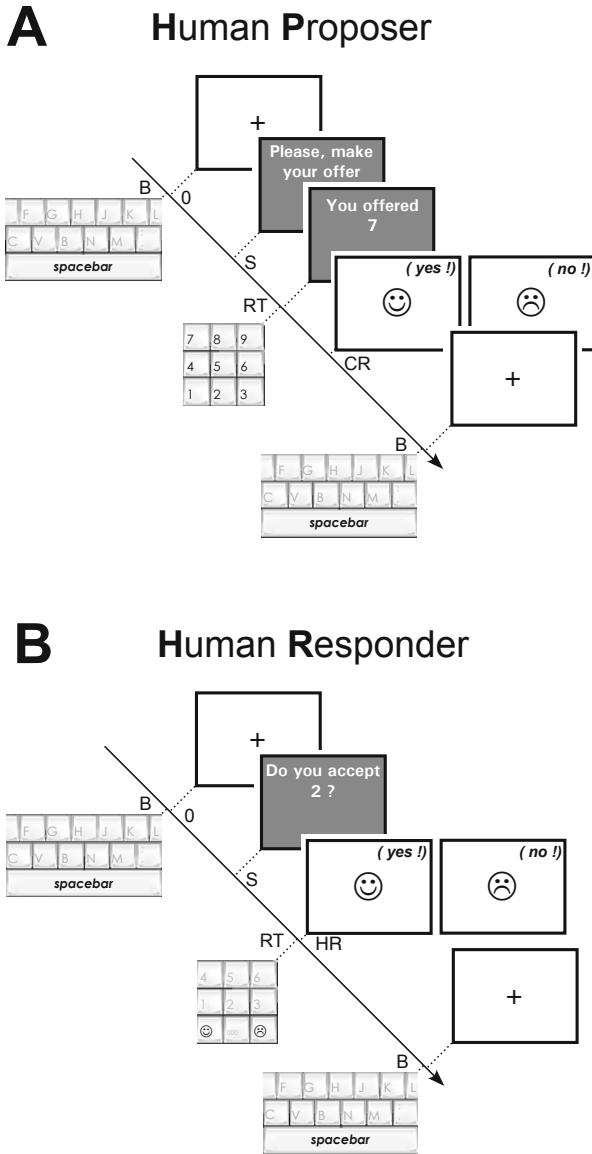 A Human Proposer
+
Please, make
your offer
B 0
You offered
7
F G H J K L
C V B N M :
spacebar
S
( yes !) ( no !)
RT
7 8 9
4 5 6
1 2 3
CR
+
B
F G H J K L
C V B N M :
spacebar
B Human Responder
+
Do you accept
2 ?
B 0
F G H J K L
C V B N M :
spacebar
S
( yes !) ( no !)
RT HR
4 5 6
1 2 3
000
+
B
F G H J K L
C V B N M :
spacebar